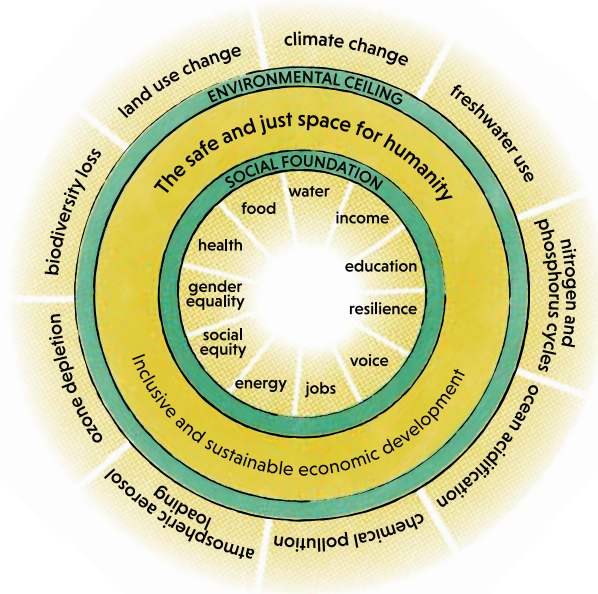 climate change
freshwater use
nitrogen and
phosphorus cycles
ocean acidification
chemical pollution
atmospheric aerosol
loading
ozone depletion
biodiversity loss
land use change
ENVIRONMENTAL CEILING
The safe and just space for humanity
SOCIAL FOUNDATION
water
income
education
resilience
voice
jobs
energy
social
equity
gender
equality
health
food
Inclusive and sustainable economic development